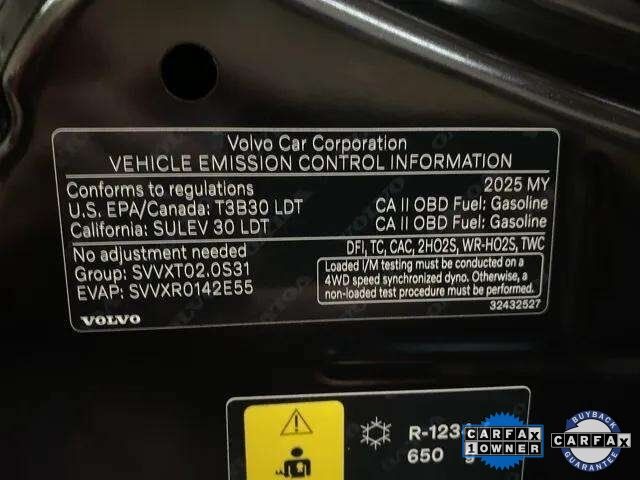 Volvo Car Corporation
VEHICLE EMISSION CONTROL INFORMATION
Conforms to regulations 2025 MY
U.S. EPA/Canada: T3B30 LDT CA II OBD Fuel: Gasoline
California: SULEV 30 LDT CA II OBD Fuel: Gasoline
No adjustment needed DFI, TC, CAC, 2HO2S, WR-HO2S, TWC
Group: SVVXT02.0S31
EVAP: SVVXR0142E55
Loaded I/M testing must be conducted on a
4WD speed synchronized dyno. Otherwise, a
non-loaded test procedure must be performed.
32432527
VOLVO
R-123
650 g
CARFAX
1 OWNER
BUYBACK
CARFAX
GUARANTEE